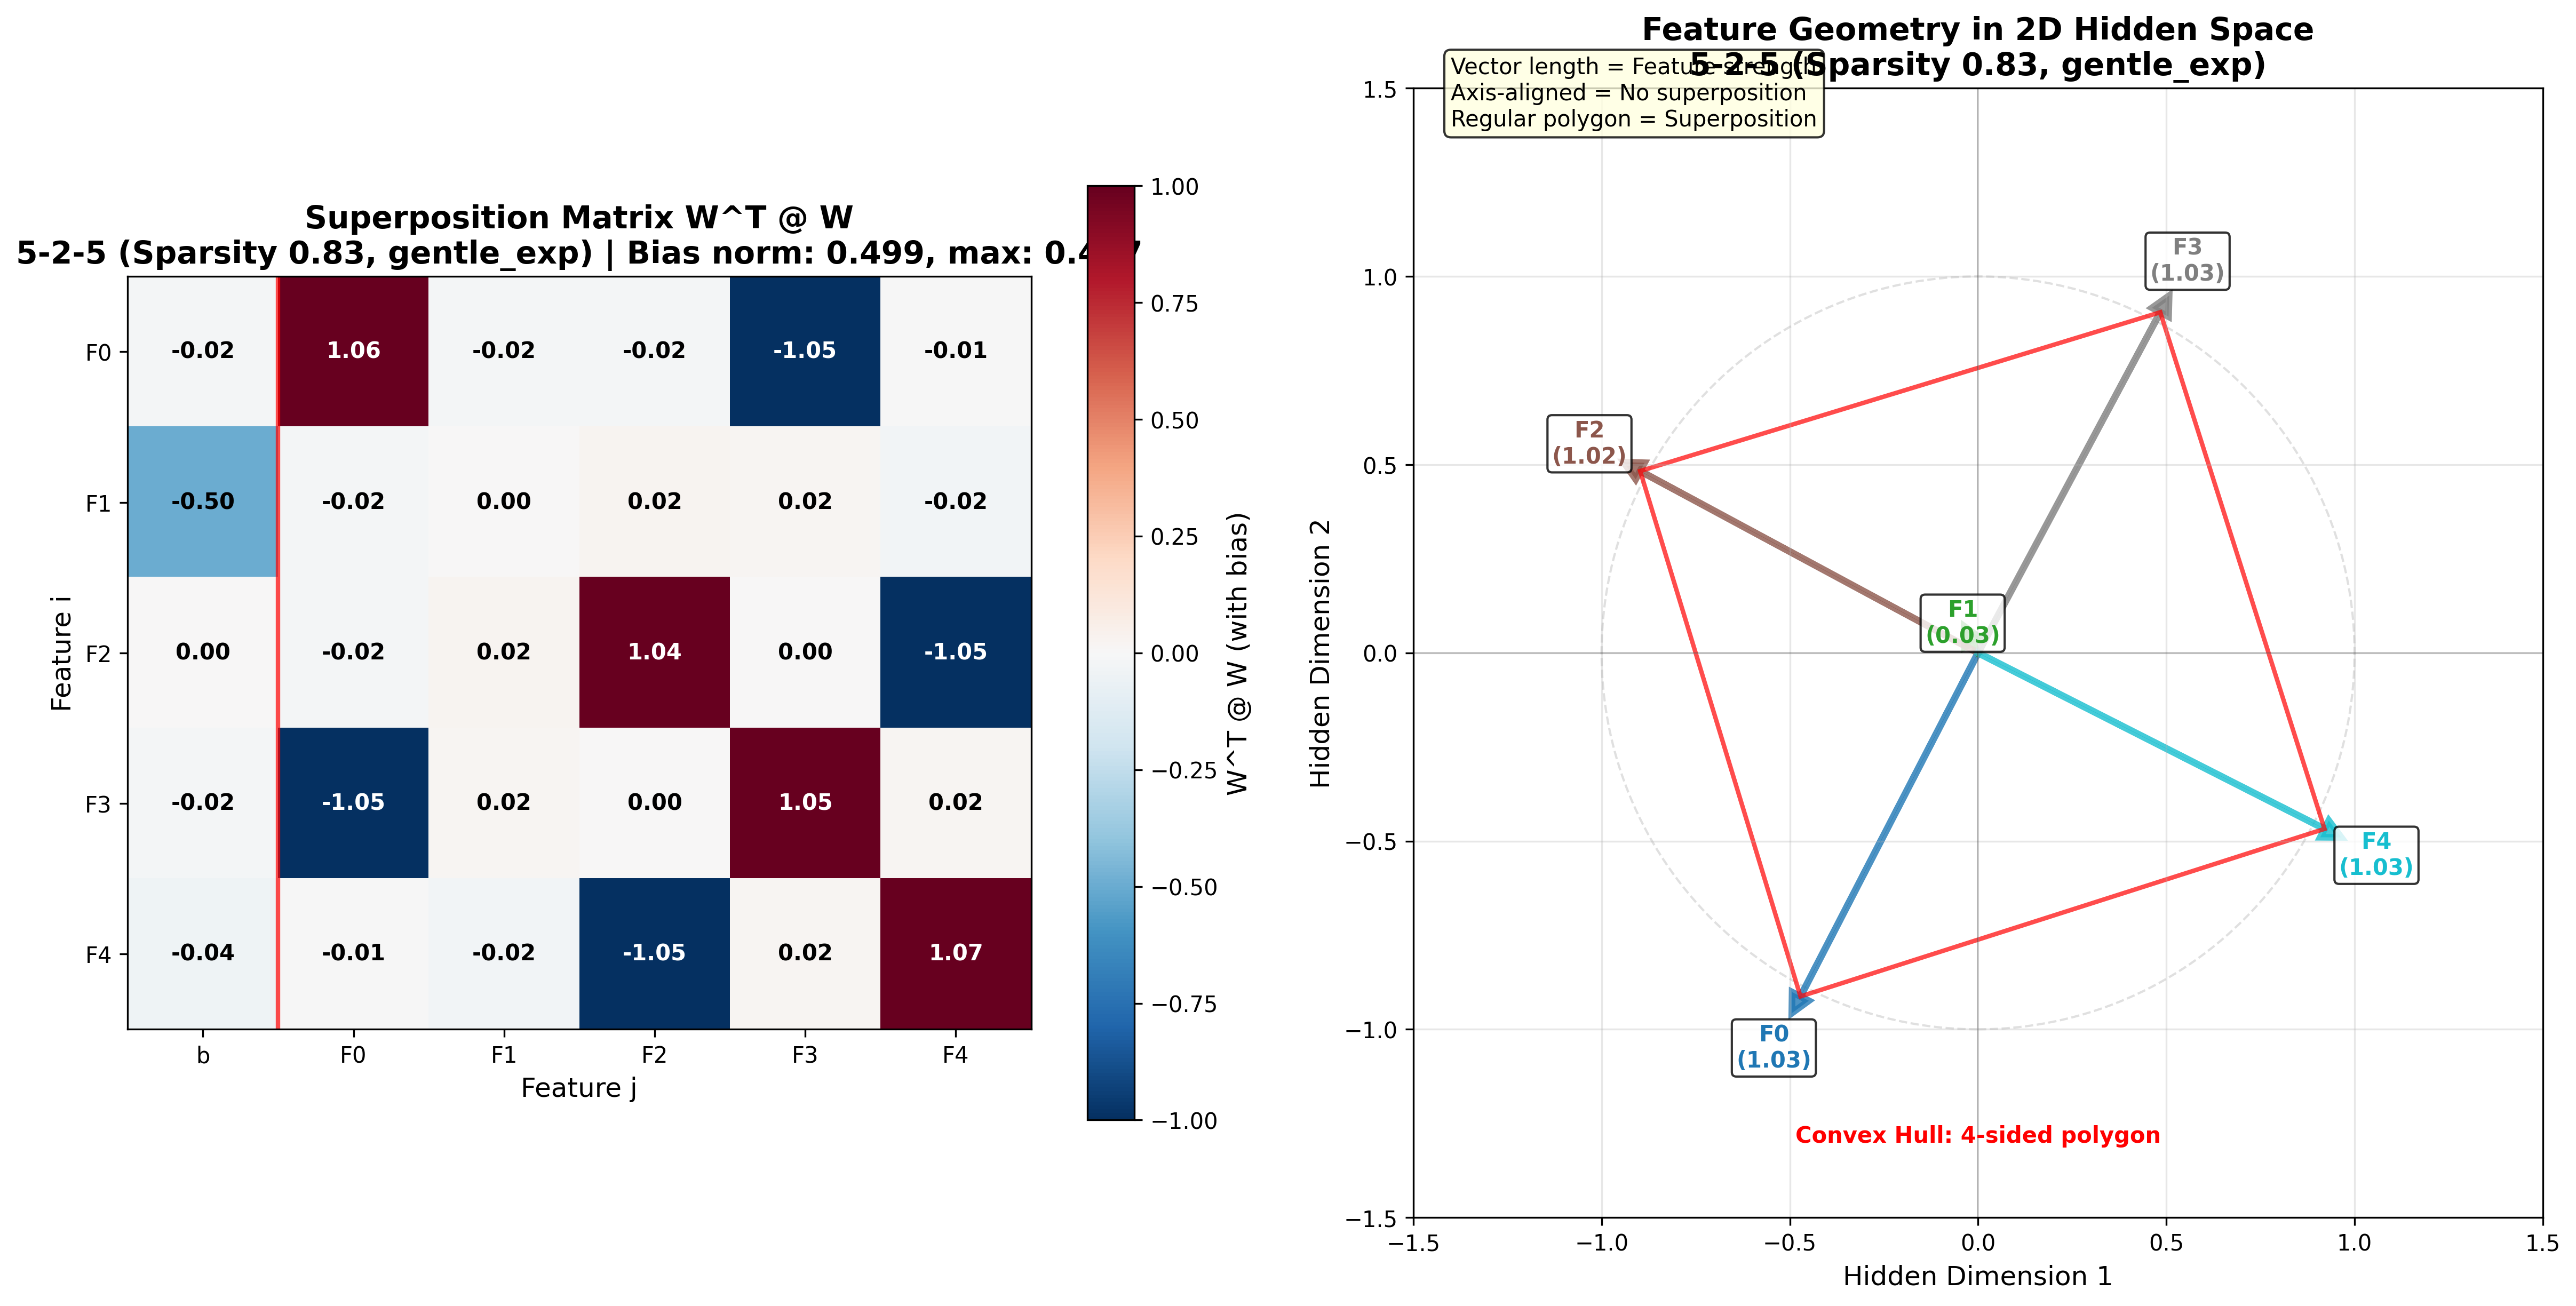 Superposition Matrix W^T @ W
5-2-5 (Sparsity 0.83, gentle_exp) | Bias norm: 0.499, max:
F0
F1
F2
F3
F4
Feature i
-0.02 1.06 -0.02 -0.02 -1.05 -0.01
-0.50 -0.02 0.00 0.02 0.02 -0.02
0.00 -0.02 0.02 1.04 0.00 -1.05
-0.02 -1.05 0.02 0.00 1.05 0.02
-0.04 -0.01 -0.02 -1.05 0.02 1.07
b F0 F1 F2 F3 F4
Feature j
1.00
0.75
0.50
0.25
0.00
−0.25
−0.50
−0.75
−1.00
W^T @ W (with bias)
Feature Geometry in 2D Hidden Space
5-2-5 (Sparsity 0.83, gentle_exp)
Vector length = Feature strength
Axis-aligned = No superposition
Regular polygon = Superposition
1.5
1.0
0.5
0.0
−0.5
−1.0
−1.5
Hidden Dimension 2
F3
(1.03)
F2
(1.02)
F1
(0.03)
F4
(1.03)
F0
(1.03)
Convex Hull: 4-sided polygon
−1.5 −1.0 −0.5 0.0 0.5 1.0 1.5
Hidden Dimension 1